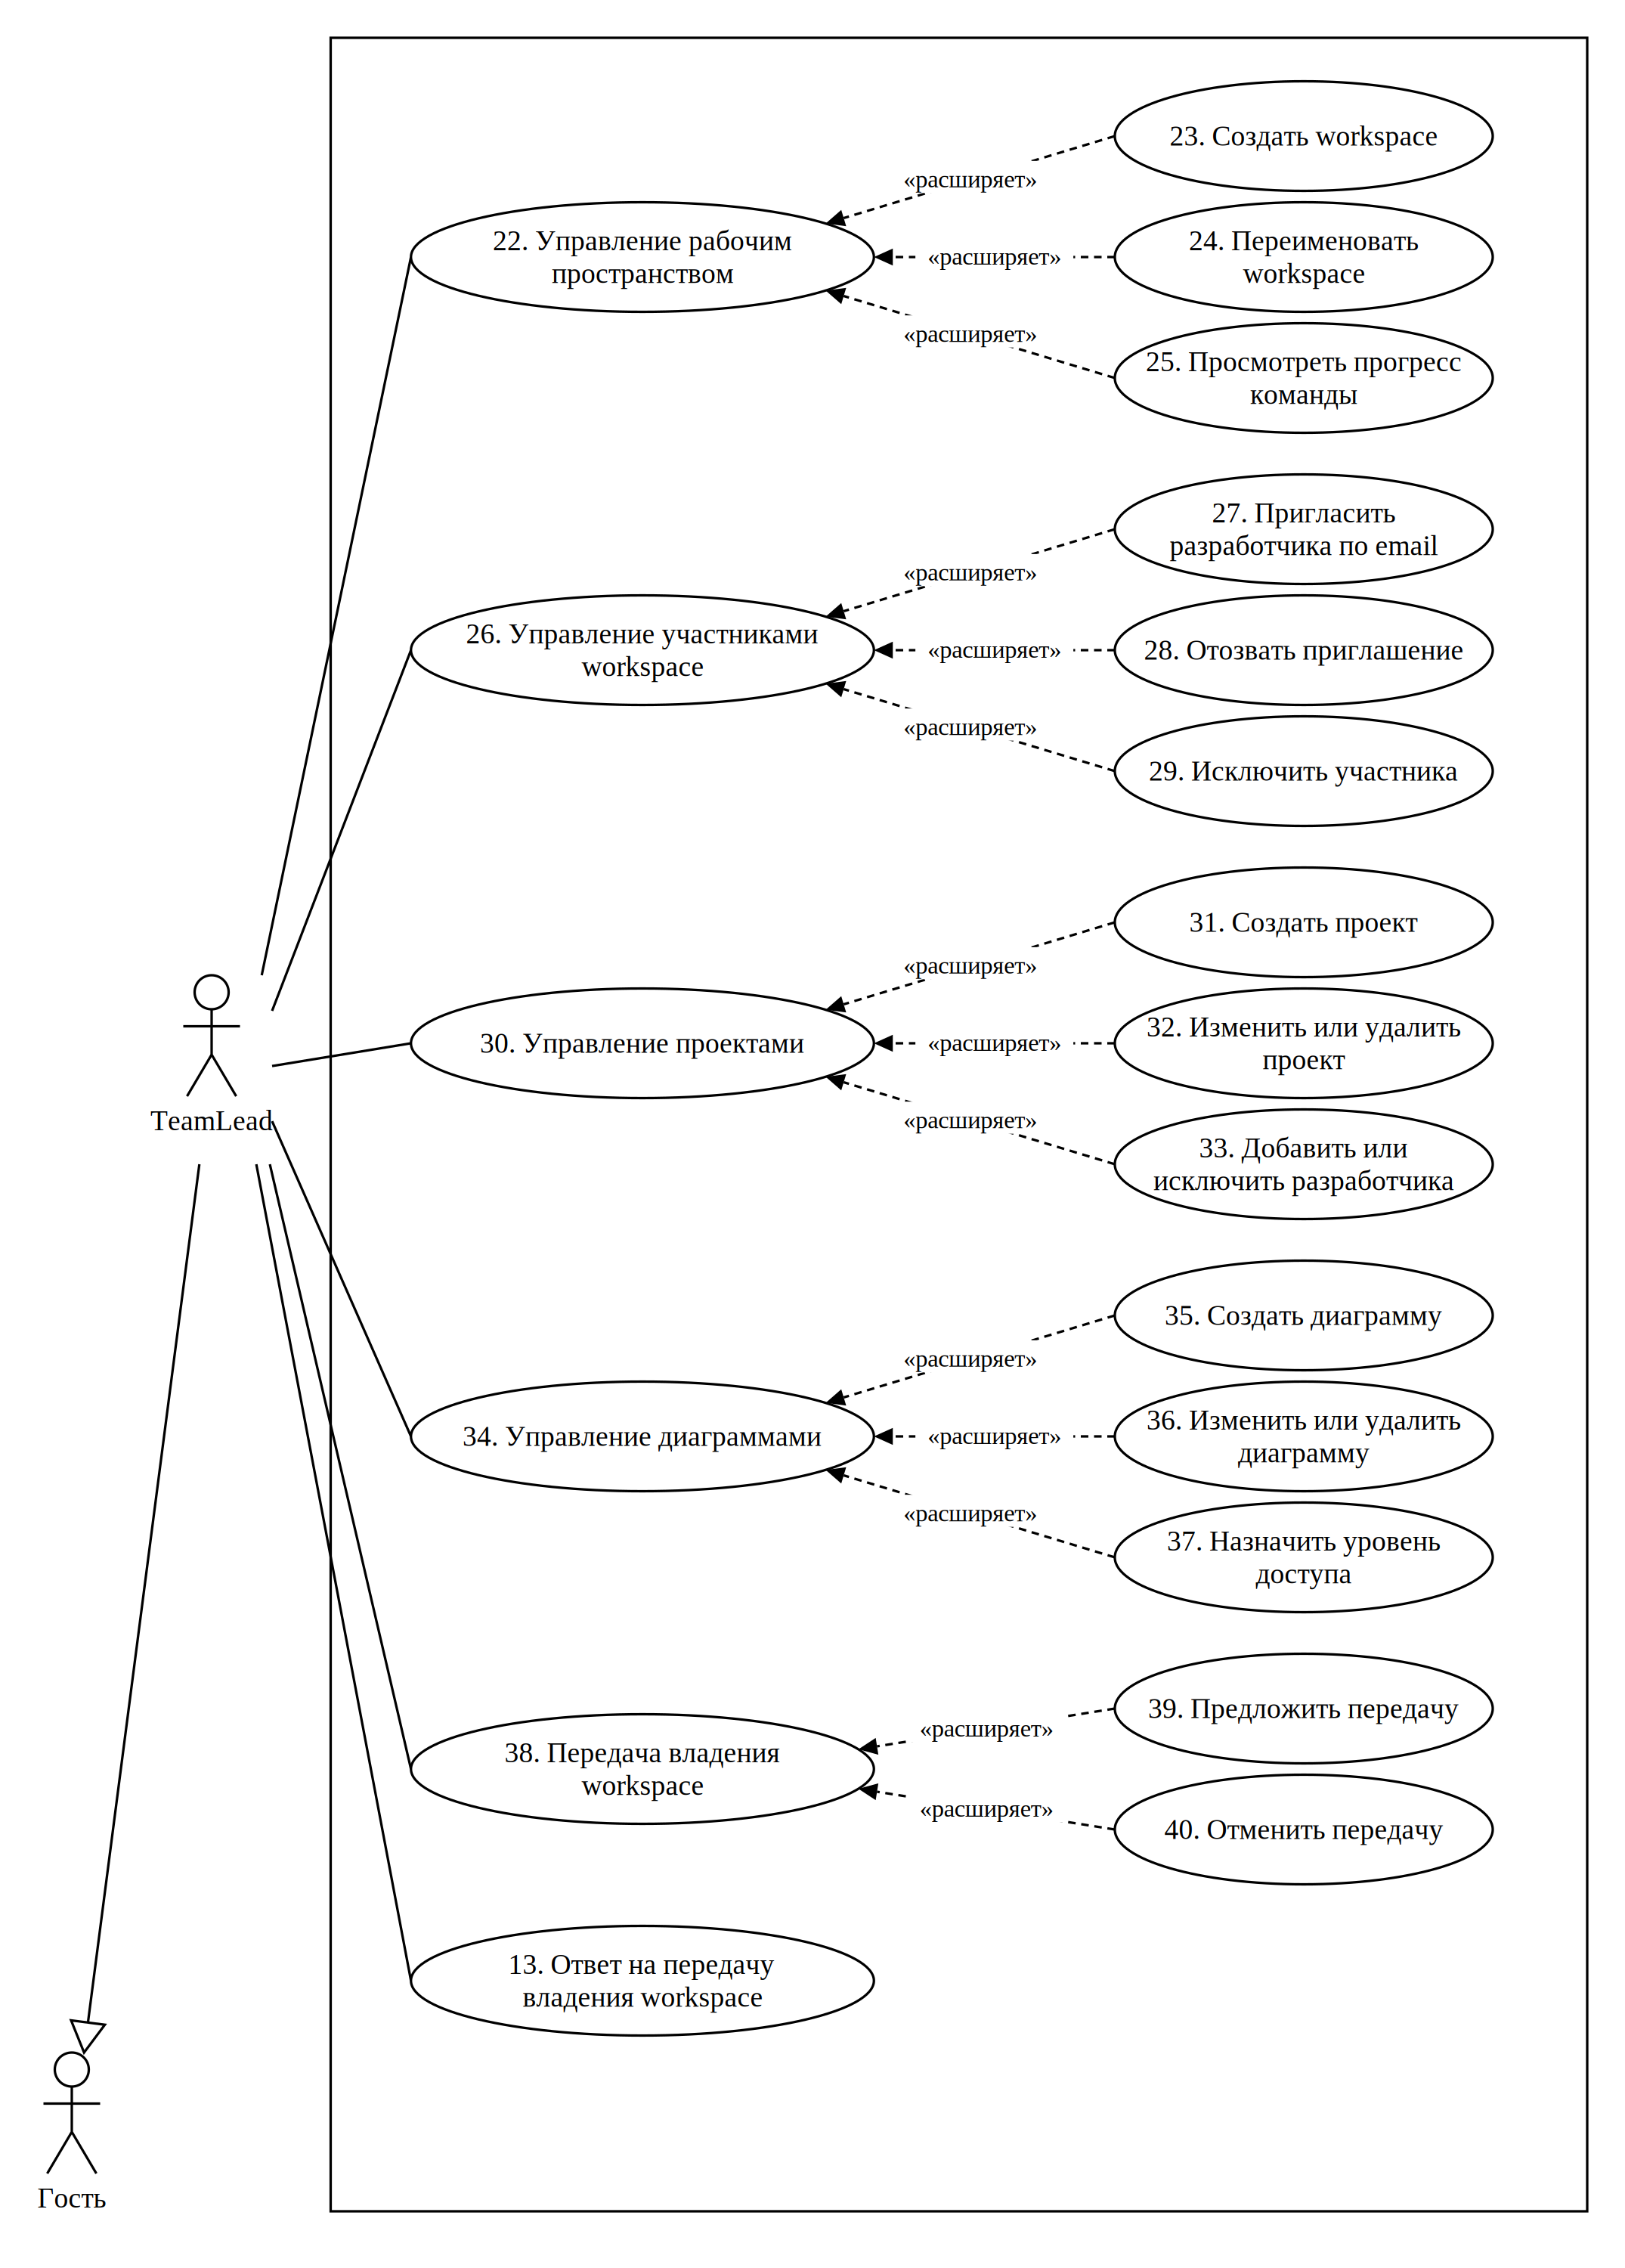 23. Создать workspace
«расширяет»
22. Управление рабочим
пространством
«расширяет»
24. Переименовать
workspace
«расширяет»
25. Просмотреть прогресс
команды
27. Пригласить
разработчика по email
«расширяет»
26. Управление участниками
workspace
«расширяет»
28. Отозвать приглашение
«расширяет»
29. Исключить участника
31. Создать проект
«расширяет»
30. Управление проектами
«расширяет»
32. Изменить или удалить
проект
TeamLead
«расширяет»
33. Добавить или
исключить разработчика
35. Создать диаграмму
«расширяет»
34. Управление диаграммами
«расширяет»
36. Изменить или удалить
диаграмму
«расширяет»
37. Назначить уровень
доступа
39. Предложить передачу
«расширяет»
38. Передача владения
workspace
«расширяет»
40. Отменить передачу
13. Ответ на передачу
владения workspace
Гость